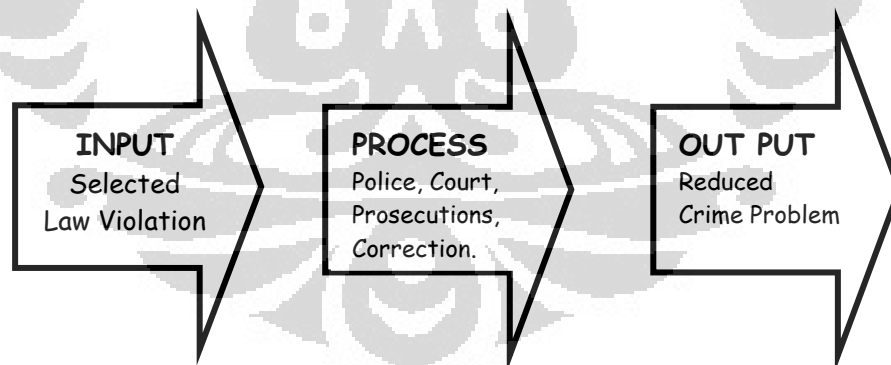 INPUT
Selected
Law Violation
PROCESS
Police, Court,
Prosecutions,
Correction.
OUT PUT
Reduced
Crime Problem